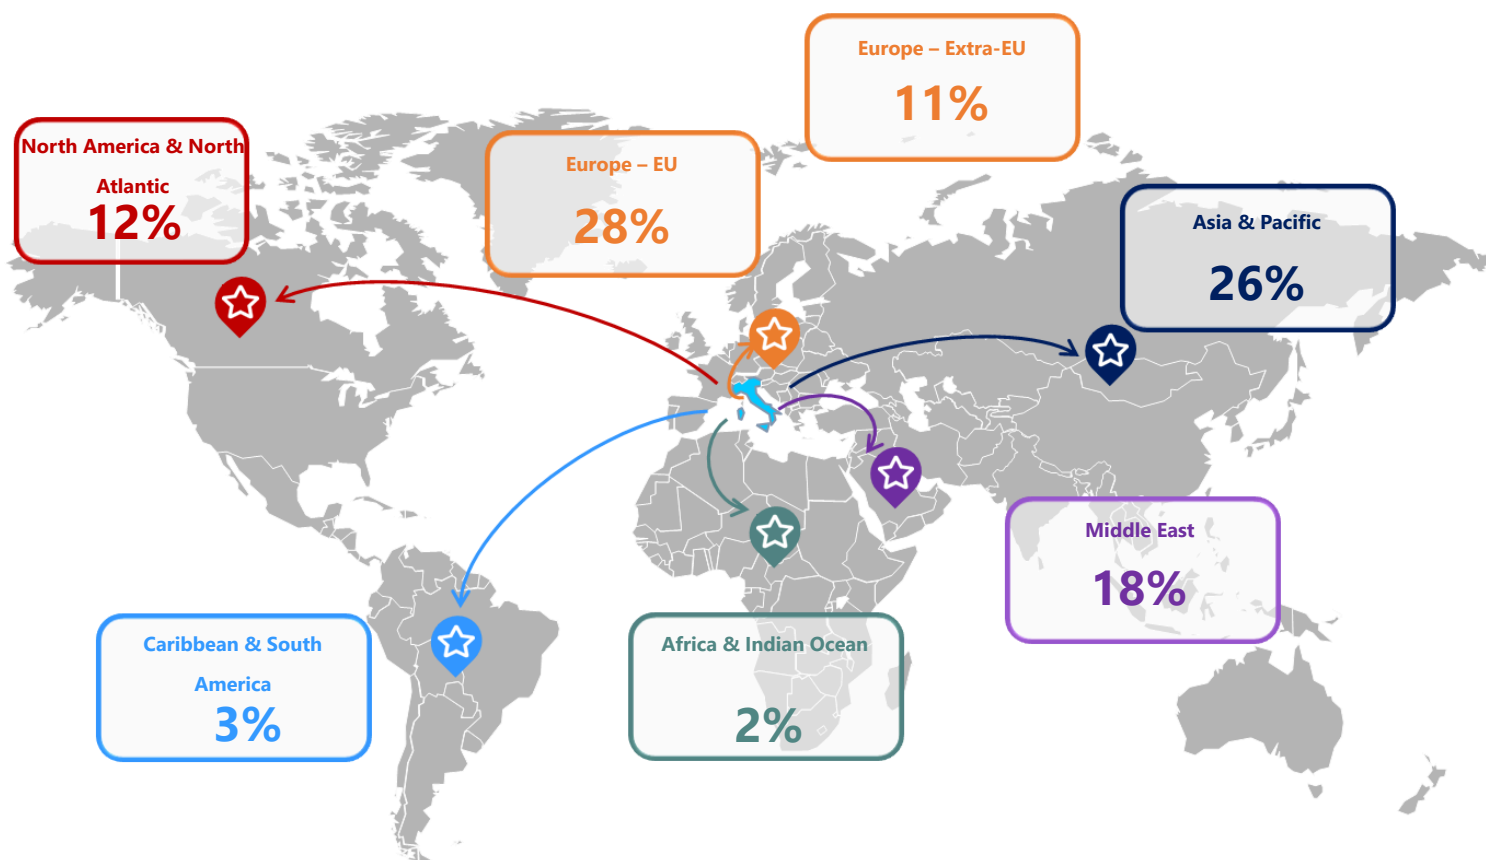 Europe – Extra-EU
11%
North America & North
Atlantic
12%
Europe – EU
28%
Asia & Pacific
26%
Middle East
18%
Caribbean & South
America
3%
Africa & Indian Ocean
2%